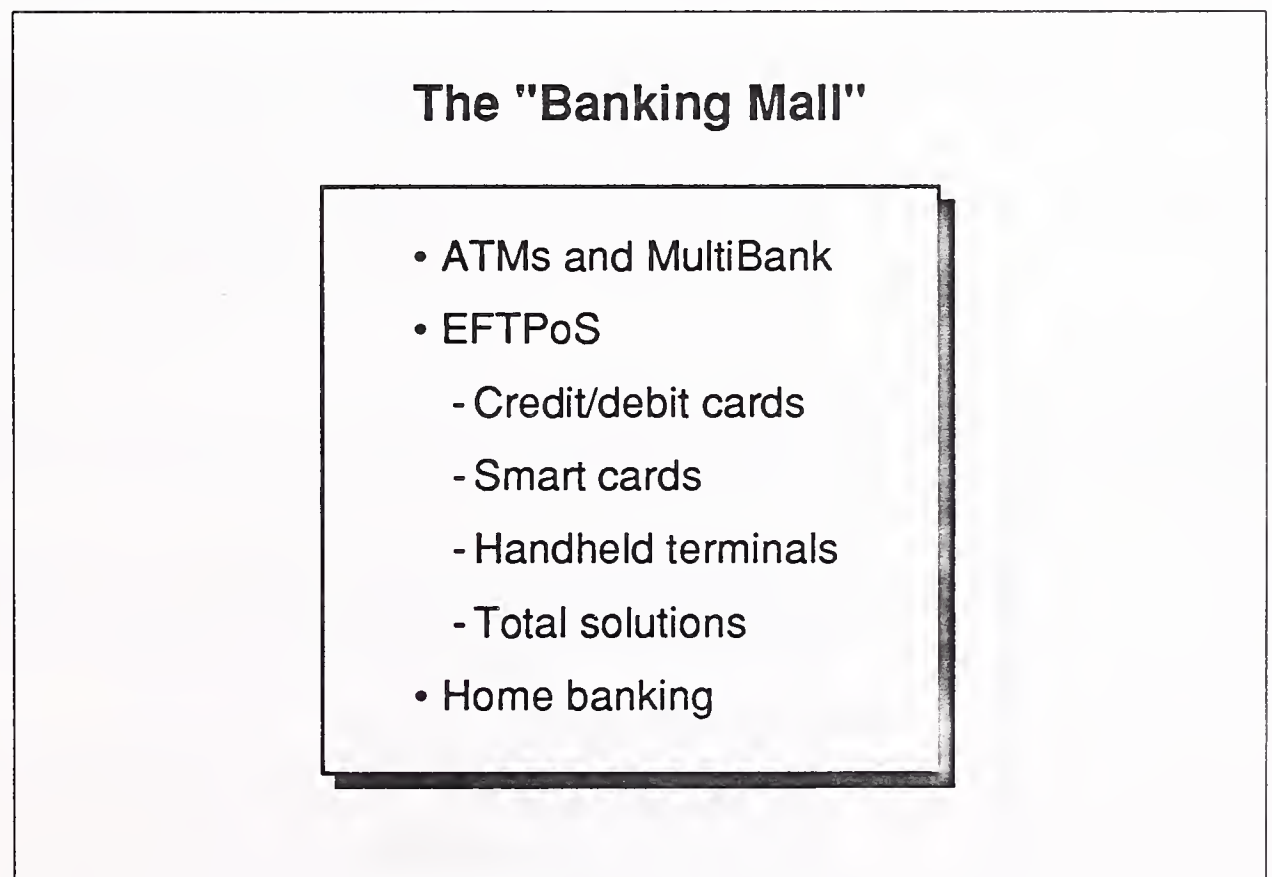 The "Banking Mall"
• ATMs and MultiBank
• EFTPoS
- Credit/debit cards
- Smart cards
- Handheld terminals
- Total solutions
• Home banking